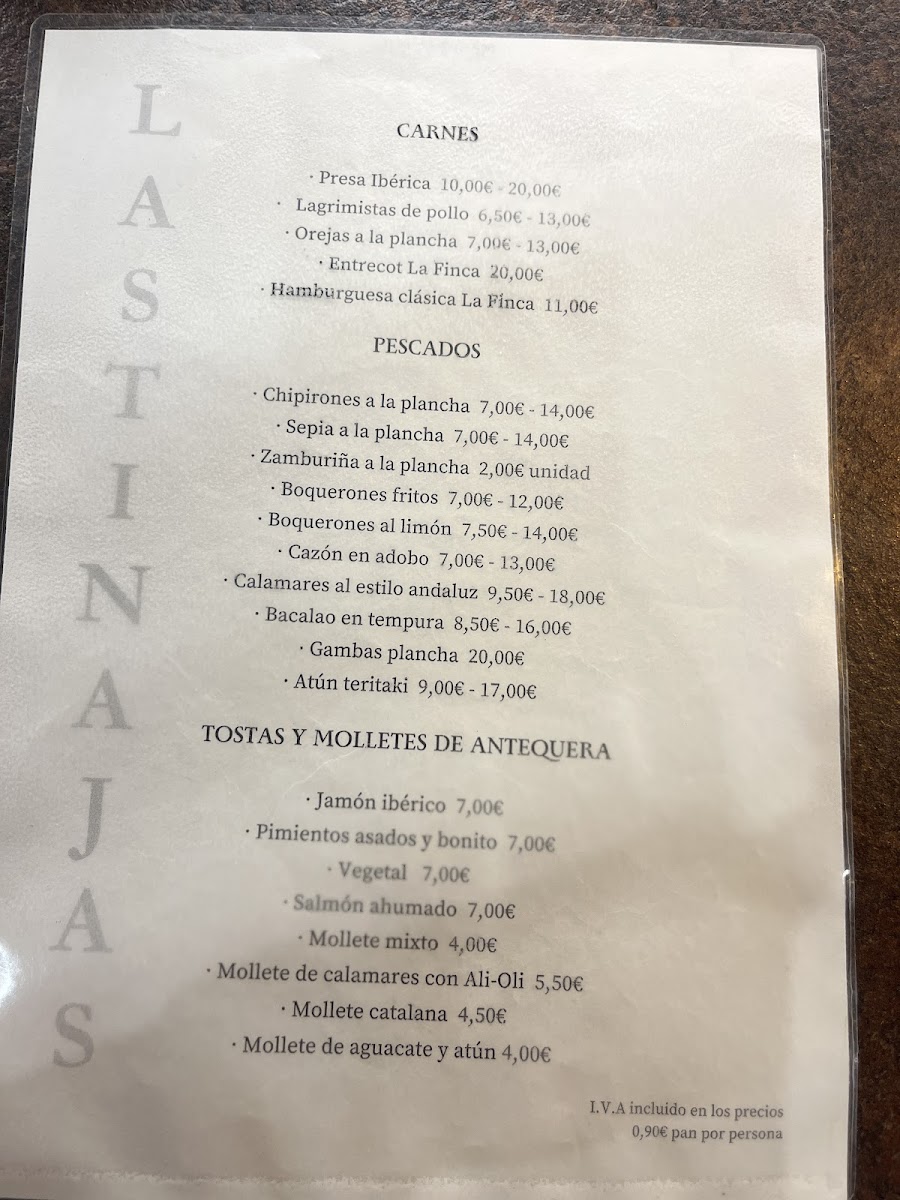 LAS TINAJAS
CARNES
· Presa Ibérica 10,00€ - 20,00€
· Lagrimistas de pollo 6,50€ - 13,00€
· Orejas a la plancha 7,00€ - 13,00€
· Entrecot La Finca 20,00€
· Hamburguesa clásica La Finca 11,00€
PESCADOS
· Chipirones a la plancha 7,00€ - 14,00€
· Sepia a la plancha 7,00€ - 14,00€
· Zamburiña a la plancha 2,00€ unidad
· Boquerones fritos 7,00€ - 12,00€
· Boquerones al limón 7,50€ - 14,00€
· Cazón en adobo 7,00€ - 13,00€
· Calamares al estilo andaluz 9,50€ - 18,00€
· Bacalao en tempura 8,50€ - 16,00€
· Gambas plancha 20,00€
· Atún teritaki 9,00€ - 17,00€
TOSTAS Y MOLLETES DE ANTEQUERA
· Jamón ibérico 7,00€
· Pimientos asados y bonito 7,00€
· Vegetal 7,00€
· Salmón ahumado 7,00€
· Mollete mixto 4,00€
· Mollete de calamares con Ali-Oli 5,50€
· Mollete catalana 4,50€
· Mollete de aguacate y atún 4,00€
I.V.A incluido en los precios
0,90€ pan por persona